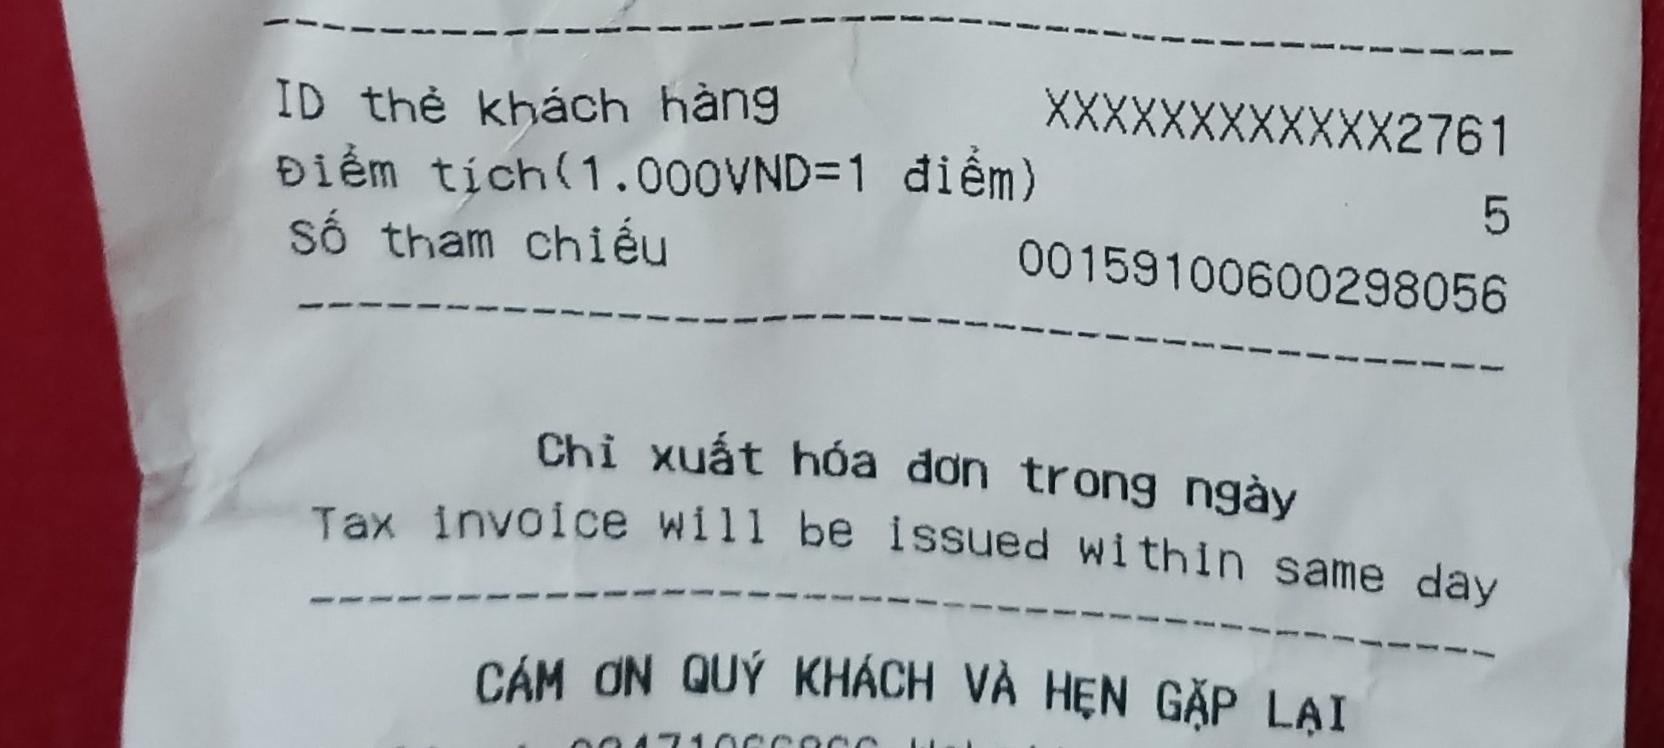 ID thẻ khách hàng XXXXXXXXXXXX2761
Điểm tích(1.000VND=1 điểm) 5
Số tham chiếu 00159100600298056
Chỉ xuất hóa đơn trong ngày
Tax invoice will be issued within same day
CÁM ƠN QUÝ KHÁCH VÀ HẸN GẶP LẠI